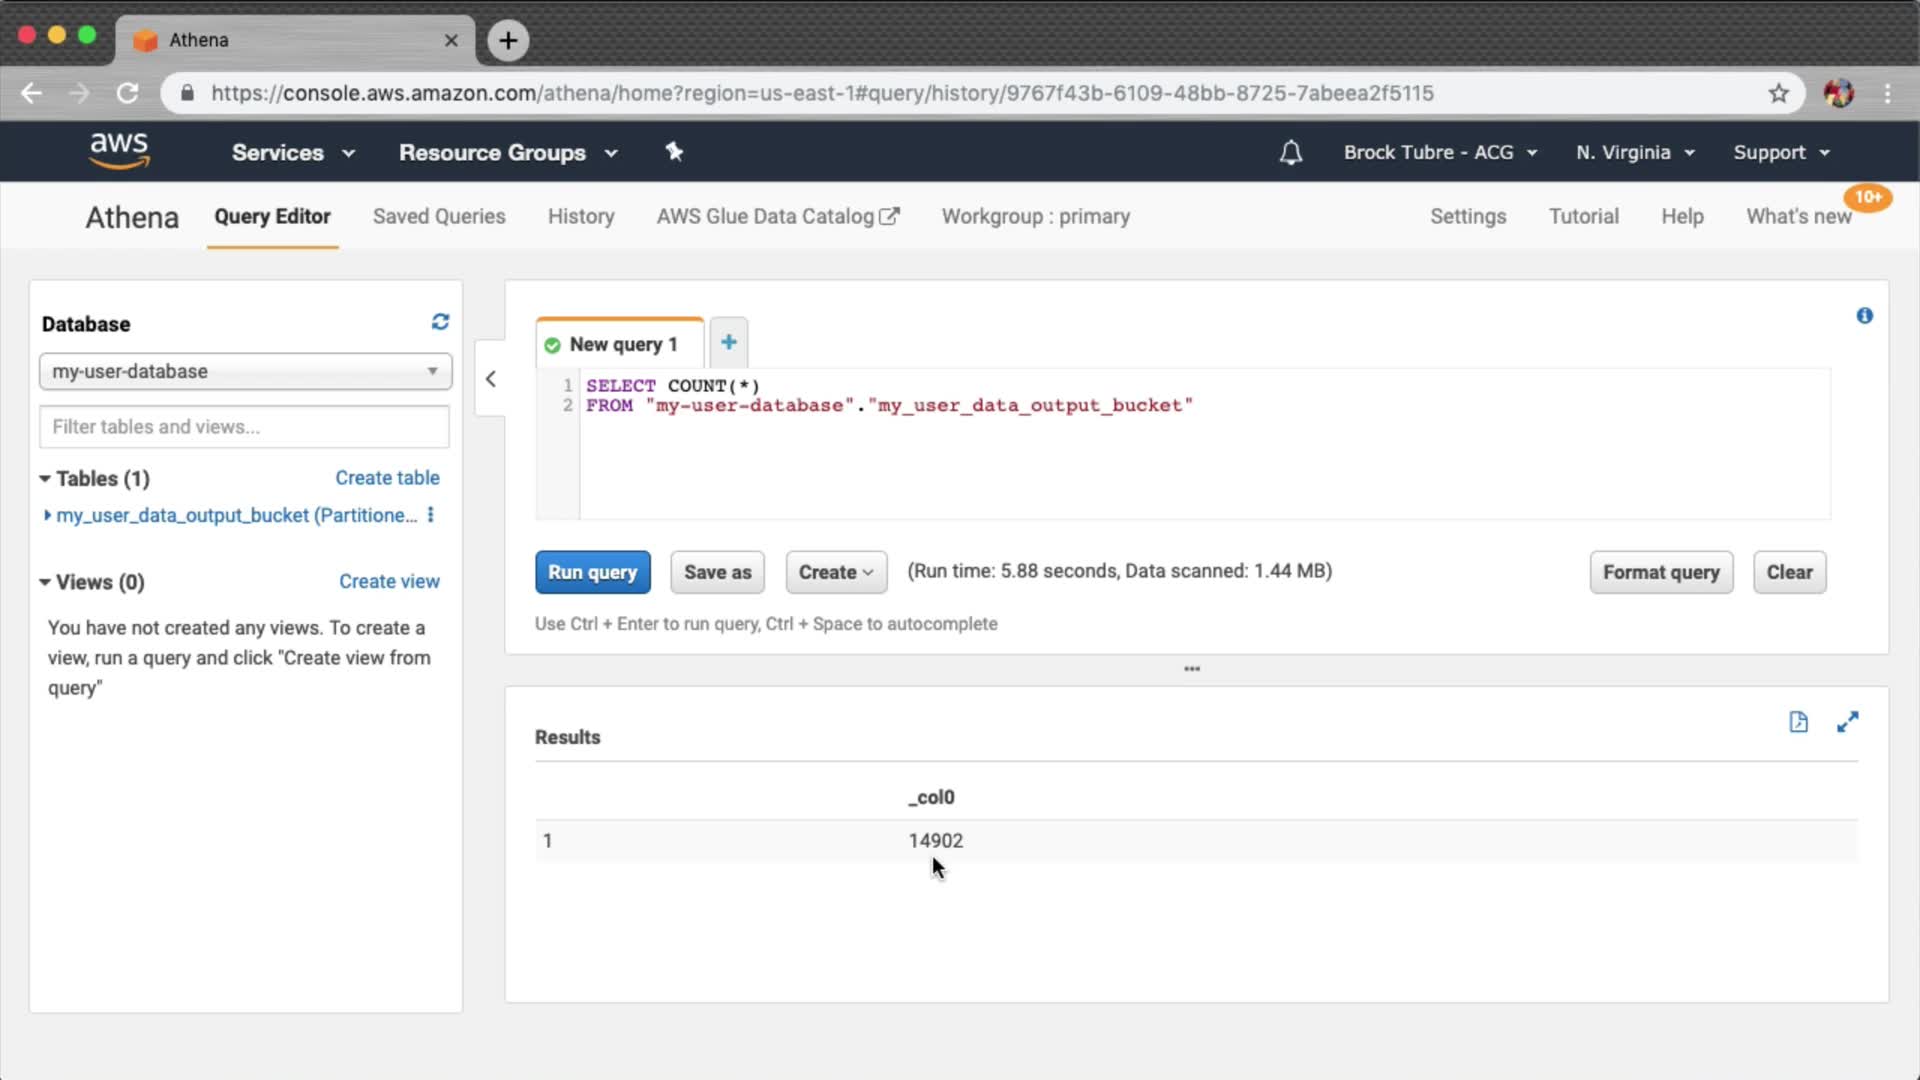 Athena
https://console.aws.amazon.com/athena/home?region=us-east-1#query/history/9767f43b-6109-48bb-8725-7abeea2f5115
aws Services Resource Groups Brock Tubre - ACG N. Virginia Support
Athena Query Editor Saved Queries History AWS Glue Data Catalog Workgroup : primary Settings Tutorial Help What's new 10+
Database
my-user-database
Filter tables and views...
Tables (1) Create table
my_user_data_output_bucket (Partitione...
Views (0) Create view
You have not created any views. To create a
view, run a query and click "Create view from
query"
New query 1
1 SELECT COUNT(*)
2 FROM "my-user-database"."my_user_data_output_bucket"
Run query Save as Create (Run time: 5.88 seconds, Data scanned: 1.44 MB) Format query Clear
Use Ctrl + Enter to run query, Ctrl + Space to autocomplete
Results
_col0
1 14902